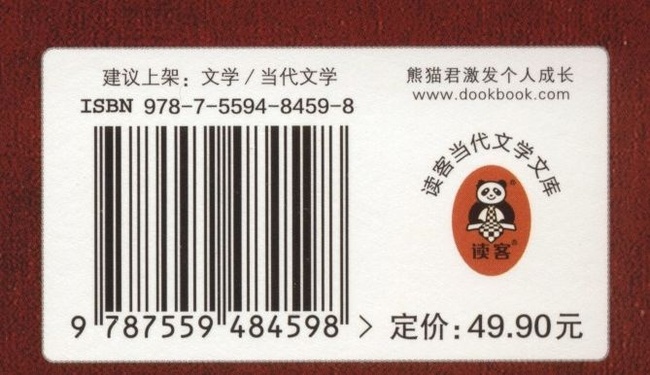 建议上架：文学/当代文学
ISBN 978-7-5594-8459-8
9 787559 484598 >
熊猫君激发个人成长
www.dookbook.com
读客当代文学文库
读客®
定价：49.90元